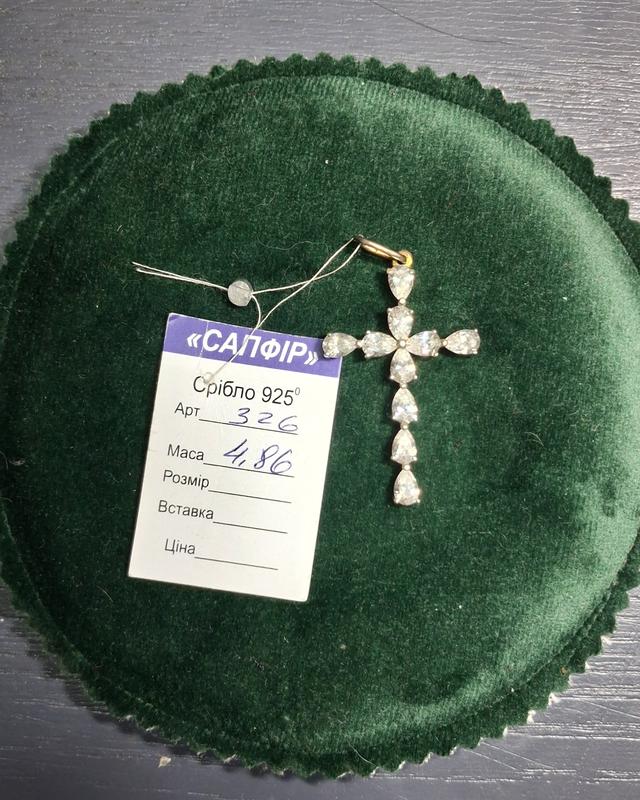 «САПФІР»
Срібло 925⁰
Арт 326
Маса 4,86
Розмір
Вставка
Ціна